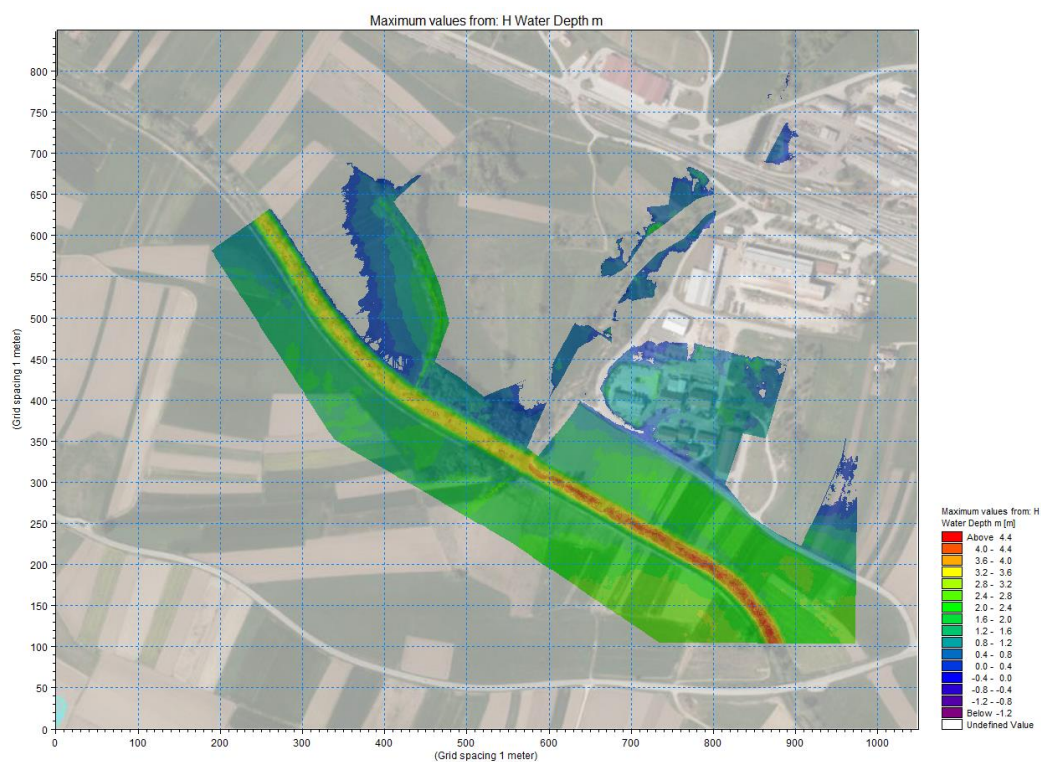 Maximum values from: H Water Depth m
800
750
700
650
600
550
500
450
400
350
300
250
200
150
100
50
0
(Grid spacing 1 meter)
0 100 200 300 400 500 600 700 800 900 1000
(Grid spacing 1 meter)
Maximum values from: H
Water Depth m [m]
Above 4.4
4.0 - 4.4
3.6 - 4.0
3.2 - 3.6
2.8 - 3.2
2.4 - 2.8
2.0 - 2.4
1.6 - 2.0
1.2 - 1.6
0.8 - 1.2
0.4 - 0.8
0.0 - 0.4
-0.4 - 0.0
-0.8 - -0.4
-1.2 - -0.8
Below -1.2
Undefined Value